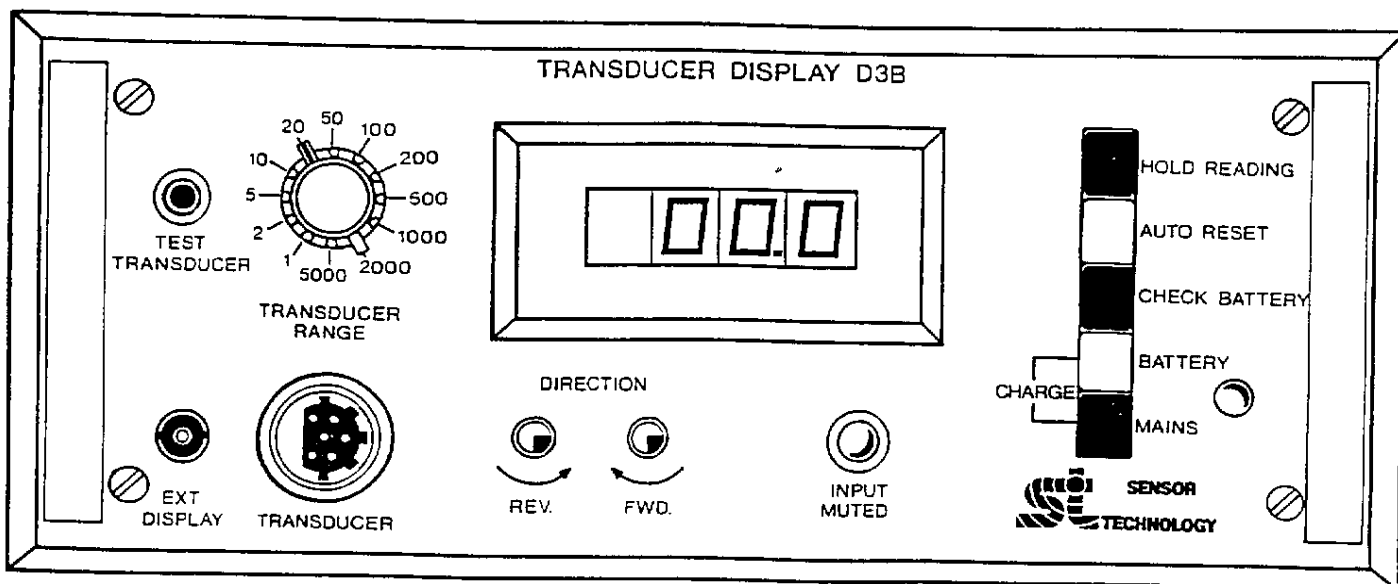 TRANSDUCER DISPLAY D3B
20
50
100
10
200
5
500
2
1000
1
5000
2000
TEST
TRANSDUCER
TRANSDUCER
RANGE
00.0
HOLD READING
AUTO RESET
CHECK BATTERY
BATTERY
CHARGE
MAINS
DIRECTION
REV.
FWD.
INPUT
MUTED
EXT
DISPLAY
TRANSDUCER
st
SENSOR
TECHNOLOGY